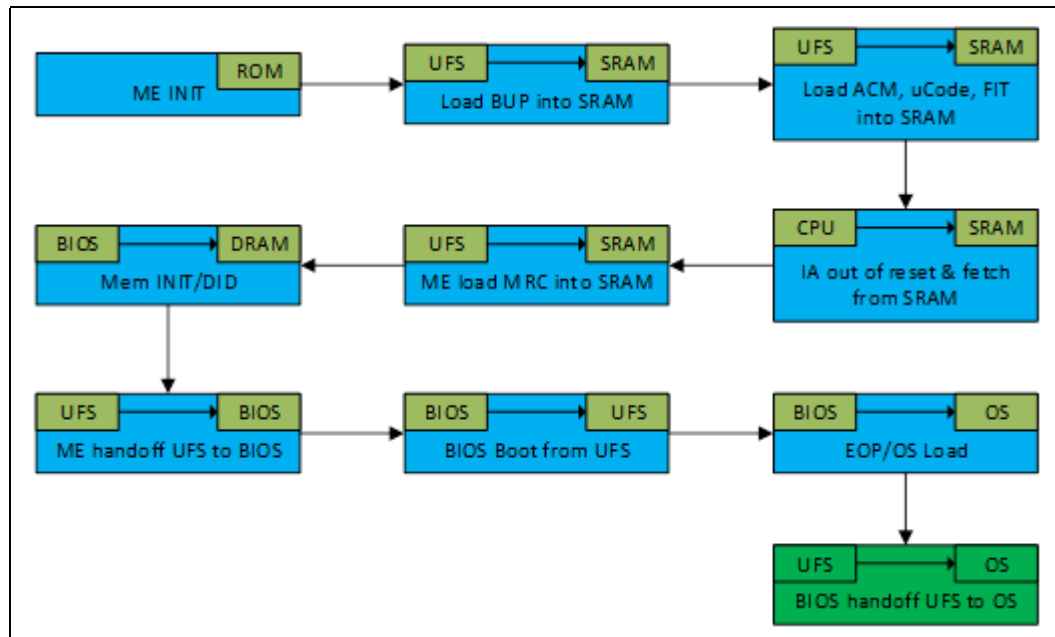 ROM
ME INIT
UFS SRAM
Load BUP into SRAM
UFS SRAM
Load ACM, uCode, FIT
into SRAM
CPU SRAM
IA out of reset & fetch
from SRAM
UFS SRAM
ME load MRC into SRAM
BIOS DRAM
Mem INIT/DID
UFS BIOS
ME handoff UFS to BIOS
BIOS UFS
BIOS Boot from UFS
BIOS OS
EOP/OS Load
UFS OS
BIOS handoff UFS to OS